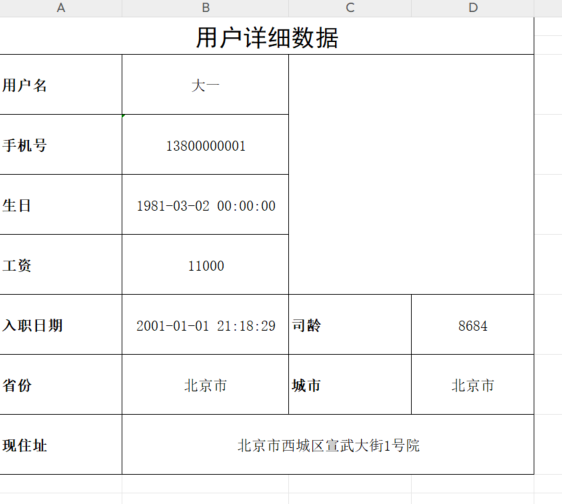 A B C D
用户详细数据
用户名 大一
手机号 13800000001
生日 1981-03-02 00:00:00
工资 11000
入职日期 2001-01-01 21:18:29 司龄 8684
省份 北京市 城市 北京市
现住址 北京市西城区宣武大街1号院